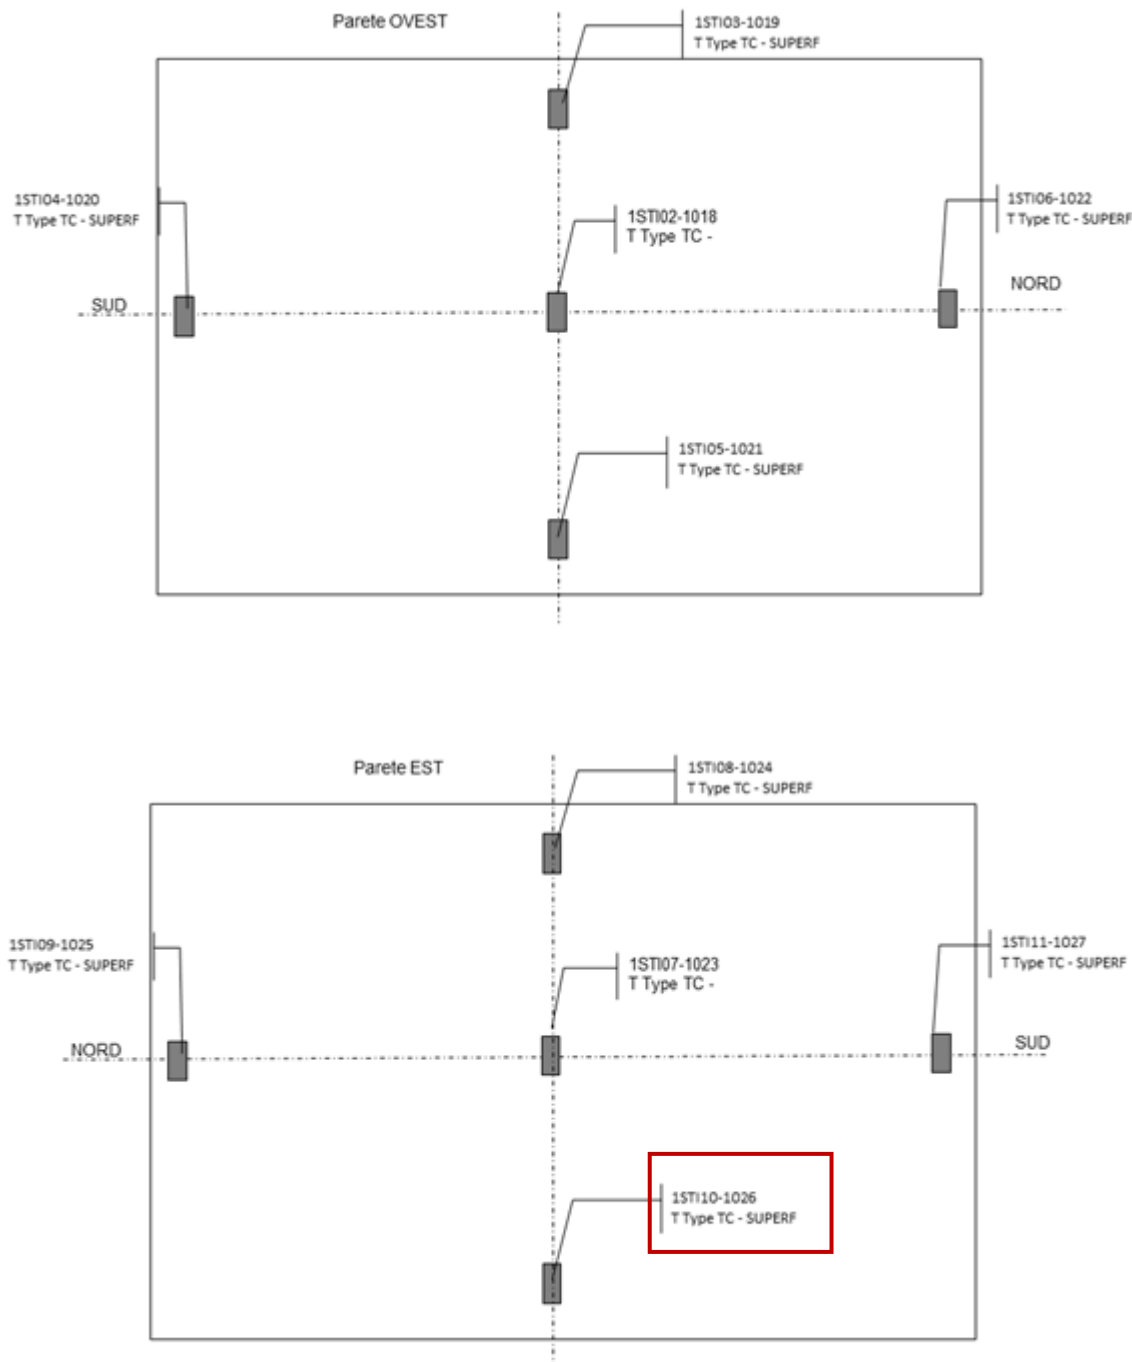 Parete OVEST
1STI03-1019
T Type TC - SUPERF
1STI04-1020
T Type TC - SUPERF
1STI02-1018
T Type TC -
1STI06-1022
T Type TC - SUPERF
SUD
NORD
1STI05-1021
T Type TC - SUPERF
Parete EST
1STI08-1024
T Type TC - SUPERF
1STI09-1025
T Type TC - SUPERF
1STI07-1023
T Type TC -
1STI11-1027
T Type TC - SUPERF
NORD
SUD
1STI10-1026
T Type TC - SUPERF